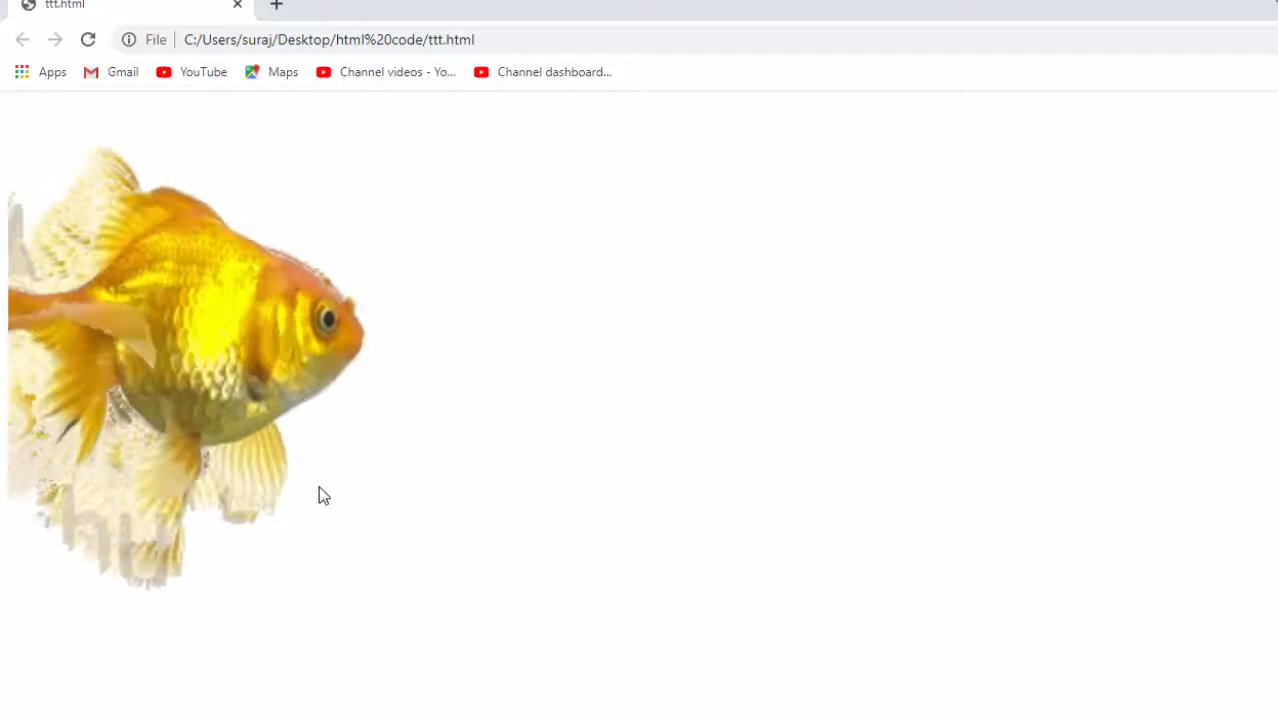 ttt.html
File C:/Users/suraj/Desktop/html%20code/ttt.html
Apps Gmail YouTube Maps Channel videos - Yo... Channel dashboard...
hu